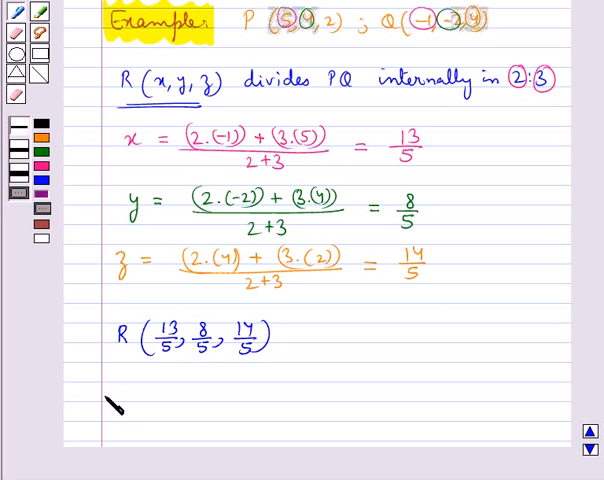 Example: P (5, 4, 2) ; Q (-1, -2, 4)
R (x, y, z) divides PQ internally in 2:3
x = (2.(-1)) + (3.(5)) / 2+3 = 13/5
y = (2.(-2)) + (3.(4)) / 2+3 = 8/5
z = (2.(4)) + (3.(2)) / 2+3 = 14/5
R (13/5, 8/5, 14/5)